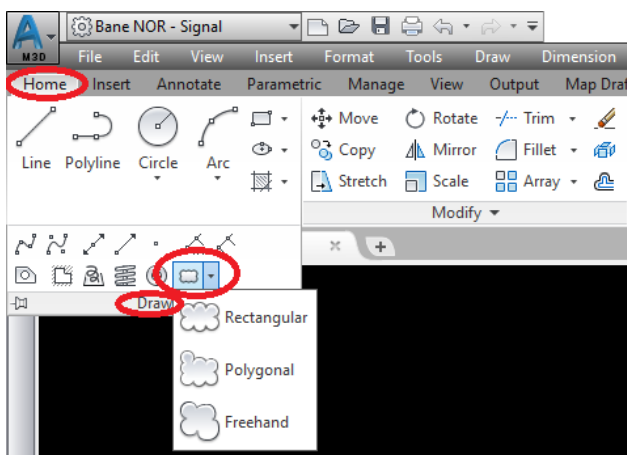 A Bane NOR - Signal
M3D File Edit View Insert Format Tools Draw Dimension
Home Insert Annotate Parametric Manage View Output Map Draf
Move Rotate Trim
Line Polyline Circle Arc Copy Mirror Fillet
Stretch Scale Array
Modify
Draw
Rectangular
Polygonal
Freehand